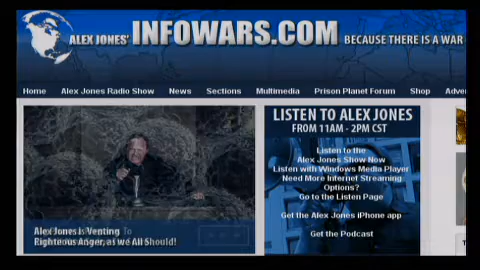 ALEX JONES' INFOWARS.COM BECAUSE THERE IS A WAR
Home Alex Jones Radio Show News Sections Multimedia Prison Planet Forum Shop
LISTEN TO ALEX JONES
FROM 11AM - 2PM CST
Listen to the
Alex Jones Show Now
Listen with Windows Media Player
Need More Internet Streaming
Options?
Go to the Listen Page
Get the Alex Jones iPhone app
Get the Podcast
Alex Jones is Venting
Righteous Anger, as we All Should!